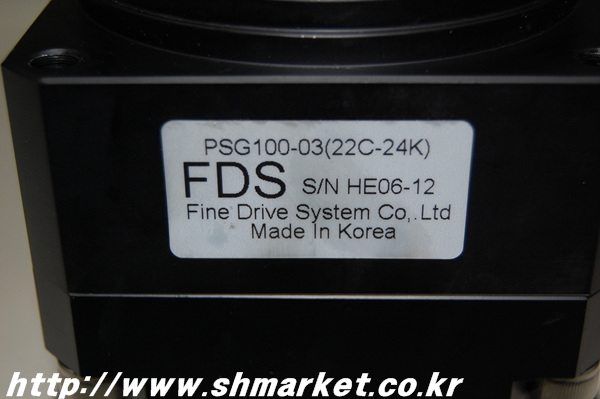 PSG100-03(22C-24K)
FDS S/N HE06-12
Fine Drive System Co,.Ltd
Made In Korea
http://www.shmarket.co.kr